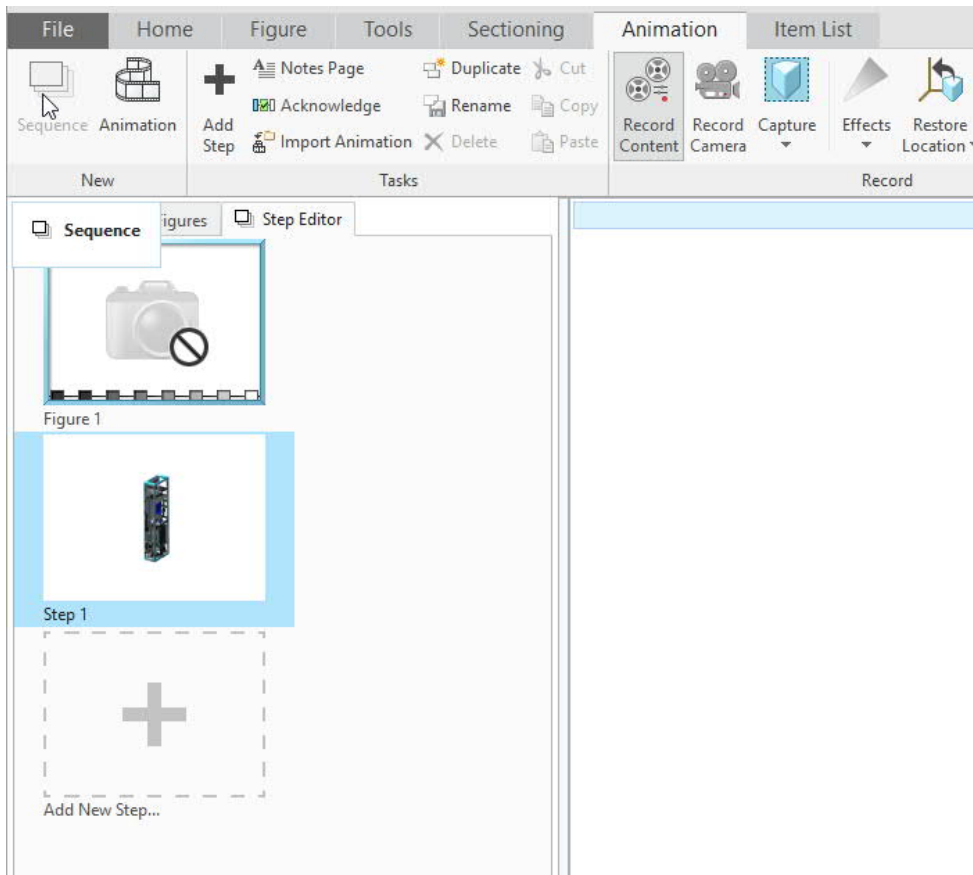 File Home Figure Tools Sectioning Animation Item List
Sequence Animation
Add Step
Notes Page
Acknowledge
Import Animation
Duplicate
Rename
Delete
Cut
Copy
Paste
Record Content
Record Camera
Capture
Effects
Restore Location
New Tasks Record
Sequence
igures
Step Editor
Figure 1
Step 1
Add New Step...